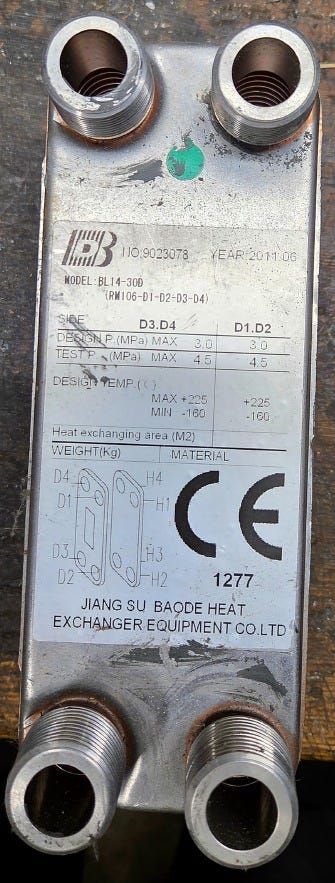 B NO.9023078 YEAR:2011.06
MODEL:BL14-30D
(RM106-D1-D2-D3-D4)
SIDE D3.D4 D1.D2
DESIGN P.(MPa) MAX 3.0 3.0
TEST P. (MPa) MAX 4.5 4.5
DESIGN TEMP.( )
MAX +225 +225
MIN -160 -160
Heat exchanging area (M2)
WEIGHT(Kg) MATERIAL
D4 H4
D1 H1
D3 H3
D2 H2
CE
1277
JIANG SU BAODE HEAT
EXCHANGER EQUIPMENT CO.LTD